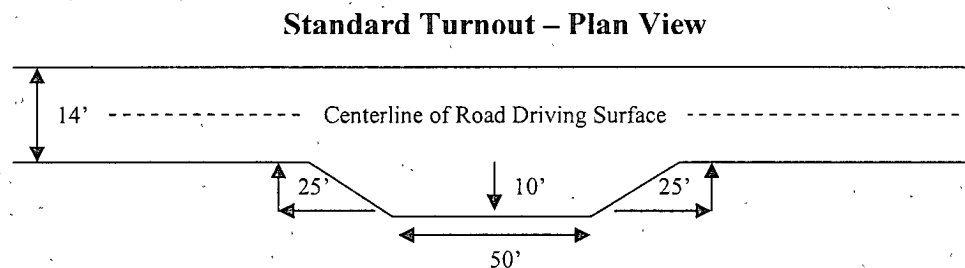 Standard Turnout – Plan View
14’
Centerline of Road Driving Surface
25’
10’
25’
50’